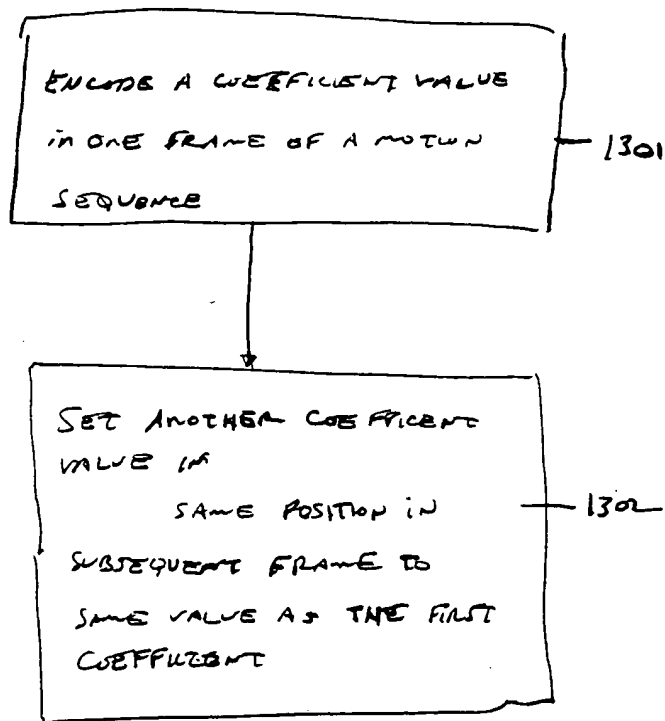 ENCODE A COEFFICIENT VALUE
in ONE FRAME OF A MOTION
SEQUENCE
1301
SET ANOTHER COEFFICENT
VALUE IN
SAME POSITION IN
SUBSEQUENT FRAME TO
SAME VALUE AS THE FIRST
COEFFICIENT
1302